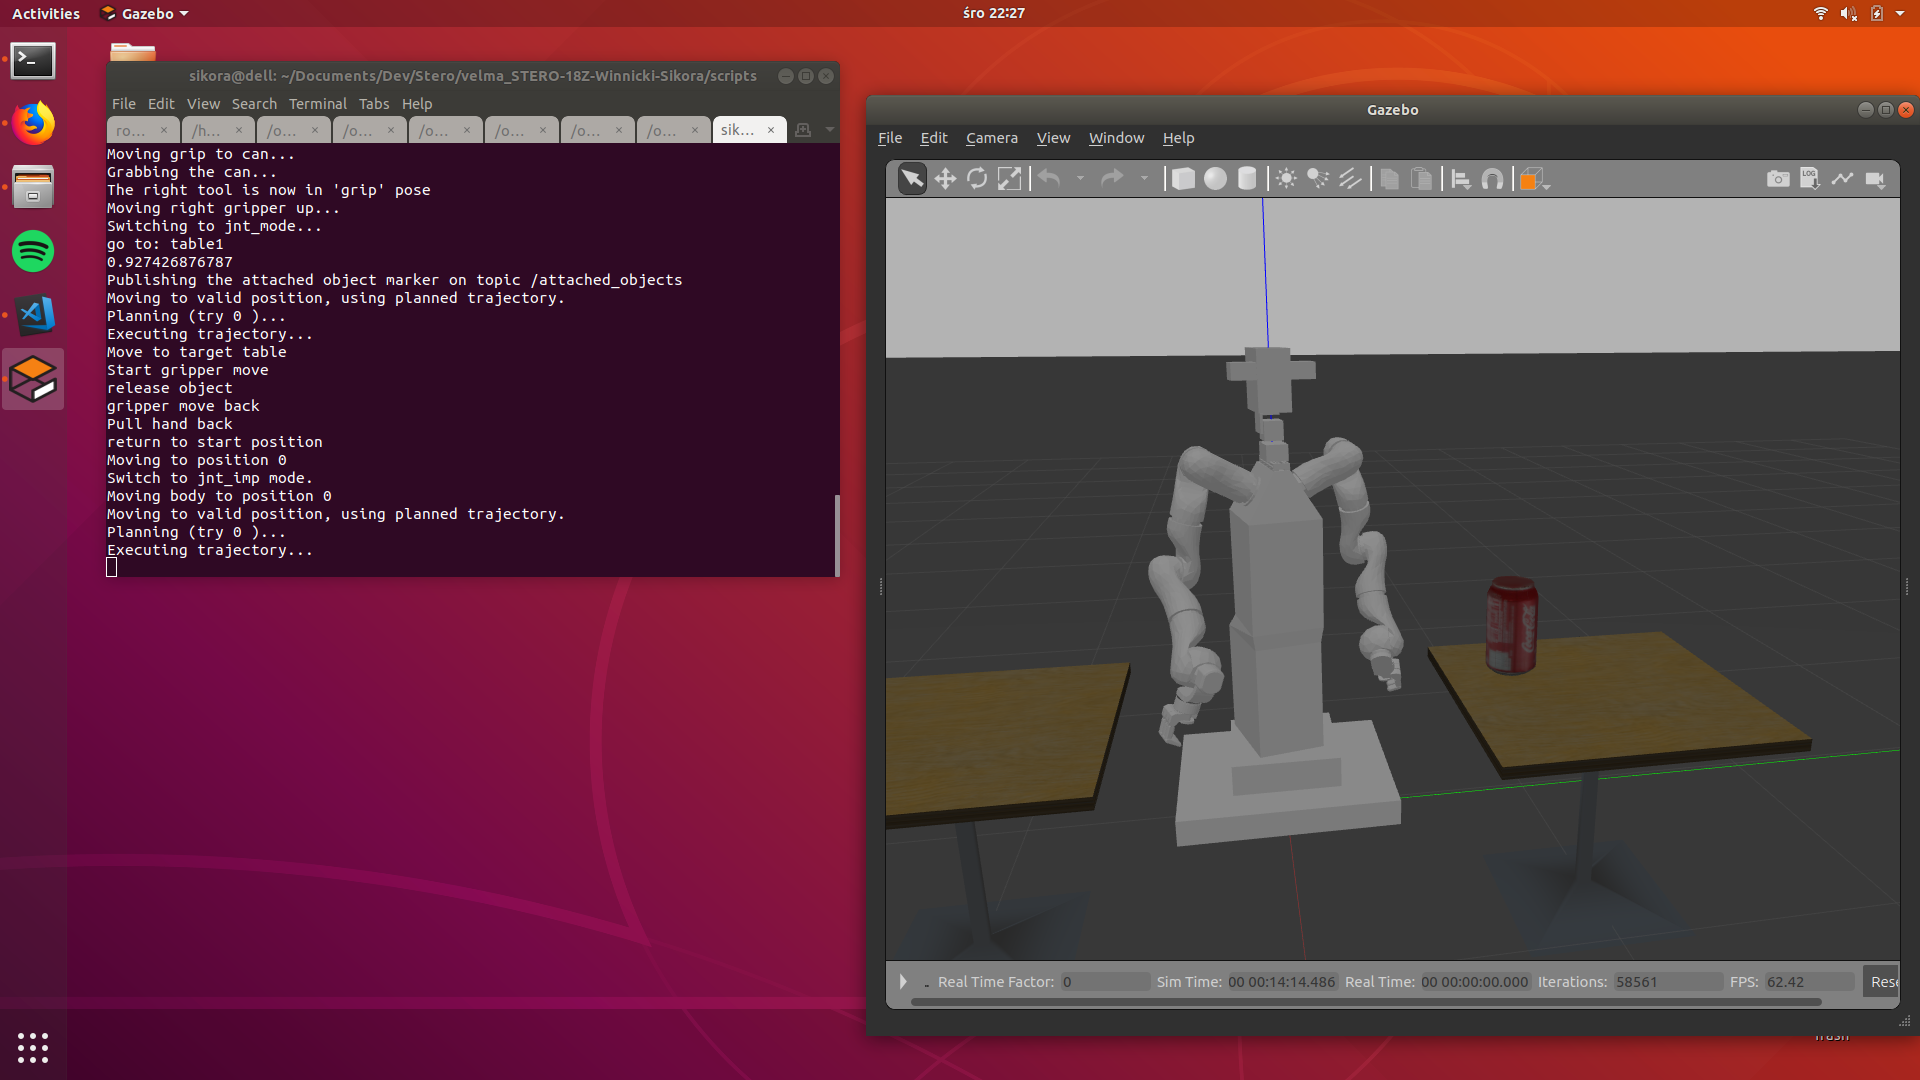 Activities
Gazebo
śro 22:27
sikora@dell: ~/Documents/Dev/Stero/velma_STERO-18Z-Winnicki-Sikora/scripts
File Edit View Search Terminal Tabs Help
ro... × /h... × /o... × /o... × /o... × /o... × /o... × /o... × sik... ×
Moving grip to can...
Grabbing the can...
The right tool is now in 'grip' pose
Moving right gripper up...
Switching to jnt_mode...
go to: table1
0.927426876787
Publishing the attached object marker on topic /attached_objects
Moving to valid position, using planned trajectory.
Planning (try 0 )...
Executing trajectory...
Move to target table
Start gripper move
release object
gripper move back
Pull hand back
return to start position
Moving to position 0
Switch to jnt_imp mode.
Moving body to position 0
Moving to valid position, using planned trajectory.
Planning (try 0 )...
Executing trajectory...
Gazebo
File Edit Camera View Window Help
LOG
Coca-Cola
Real Time Factor: 0 Sim Time: 00 00:14:14.486 Real Time: 00 00:00:00.000 Iterations: 58561 FPS: 62.42 Rese
Trash